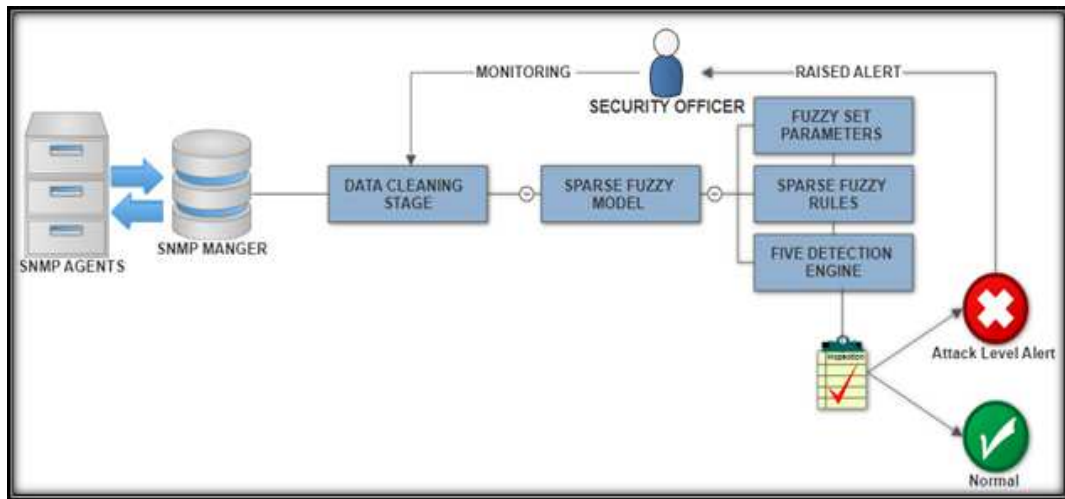 MONITORING
RAISED ALERT
SECURITY OFFICER
FUZZY SET
PARAMETERS
DATA CLEANING
STAGE
SPARSE FUZZY
MODEL
SPARSE FUZZY
RULES
SNMP MANGER
SNMP AGENTS
FIVE DETECTION
ENGINE
Inspection
Attack Level Alert
Normal